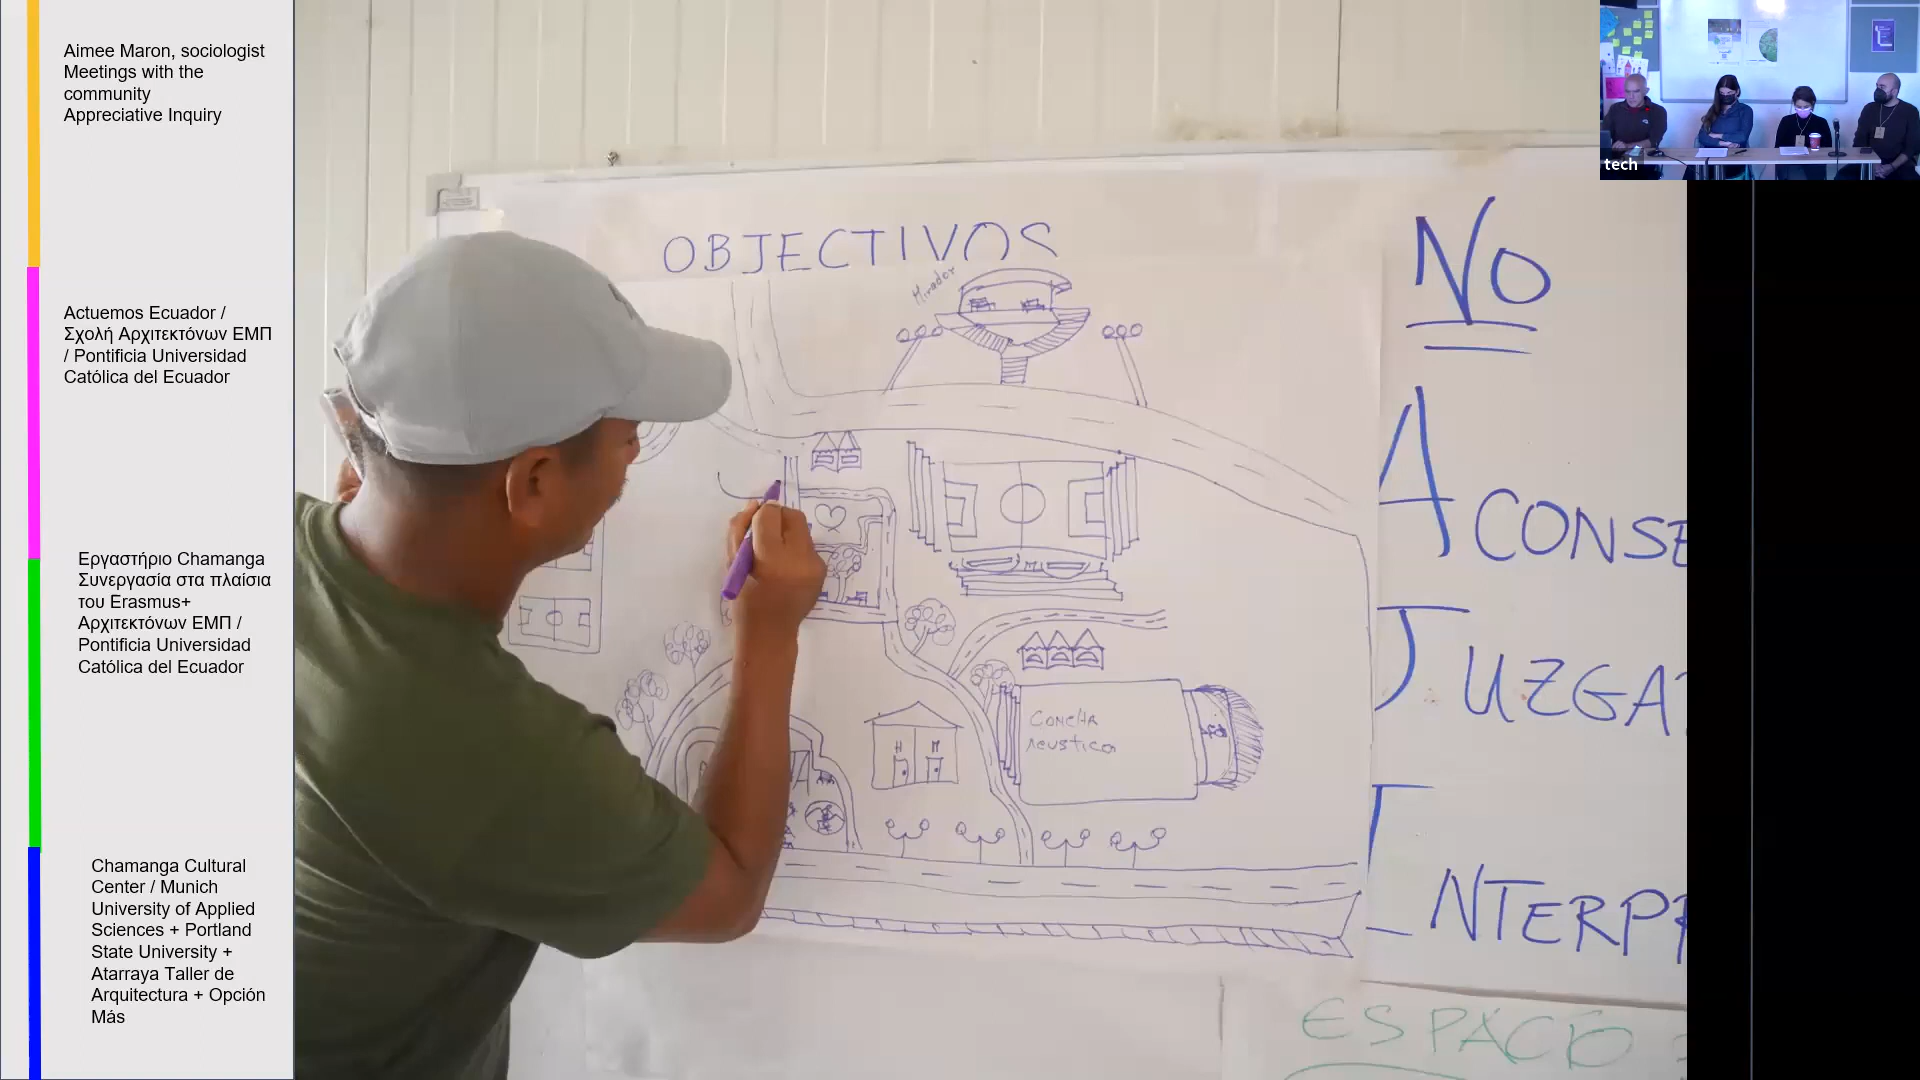 Aimee Maron, sociologist
Meetings with the
community
Appreciative Inquiry
Actuemos Ecuador /
Σχολή Αρχιτεκτόνων ΕΜΠ
/ Pontificia Universidad
Católica del Ecuador
Εργαστήριο Chamanga
Συνεργασία στα πλαίσια
του Erasmus+
Αρχιτεκτόνων ΕΜΠ /
Pontificia Universidad
Católica del Ecuador
Chamanga Cultural
Center / Munich
University of Applied
Sciences + Portland
State University +
Atarraya Taller de
Arquitectura + Opción
Más
OBJECTIVOS
Mirador
H M
CONCHA
Acustica
NO
ACONSE
JUZGA
INTERPR
ESPACIO
tech